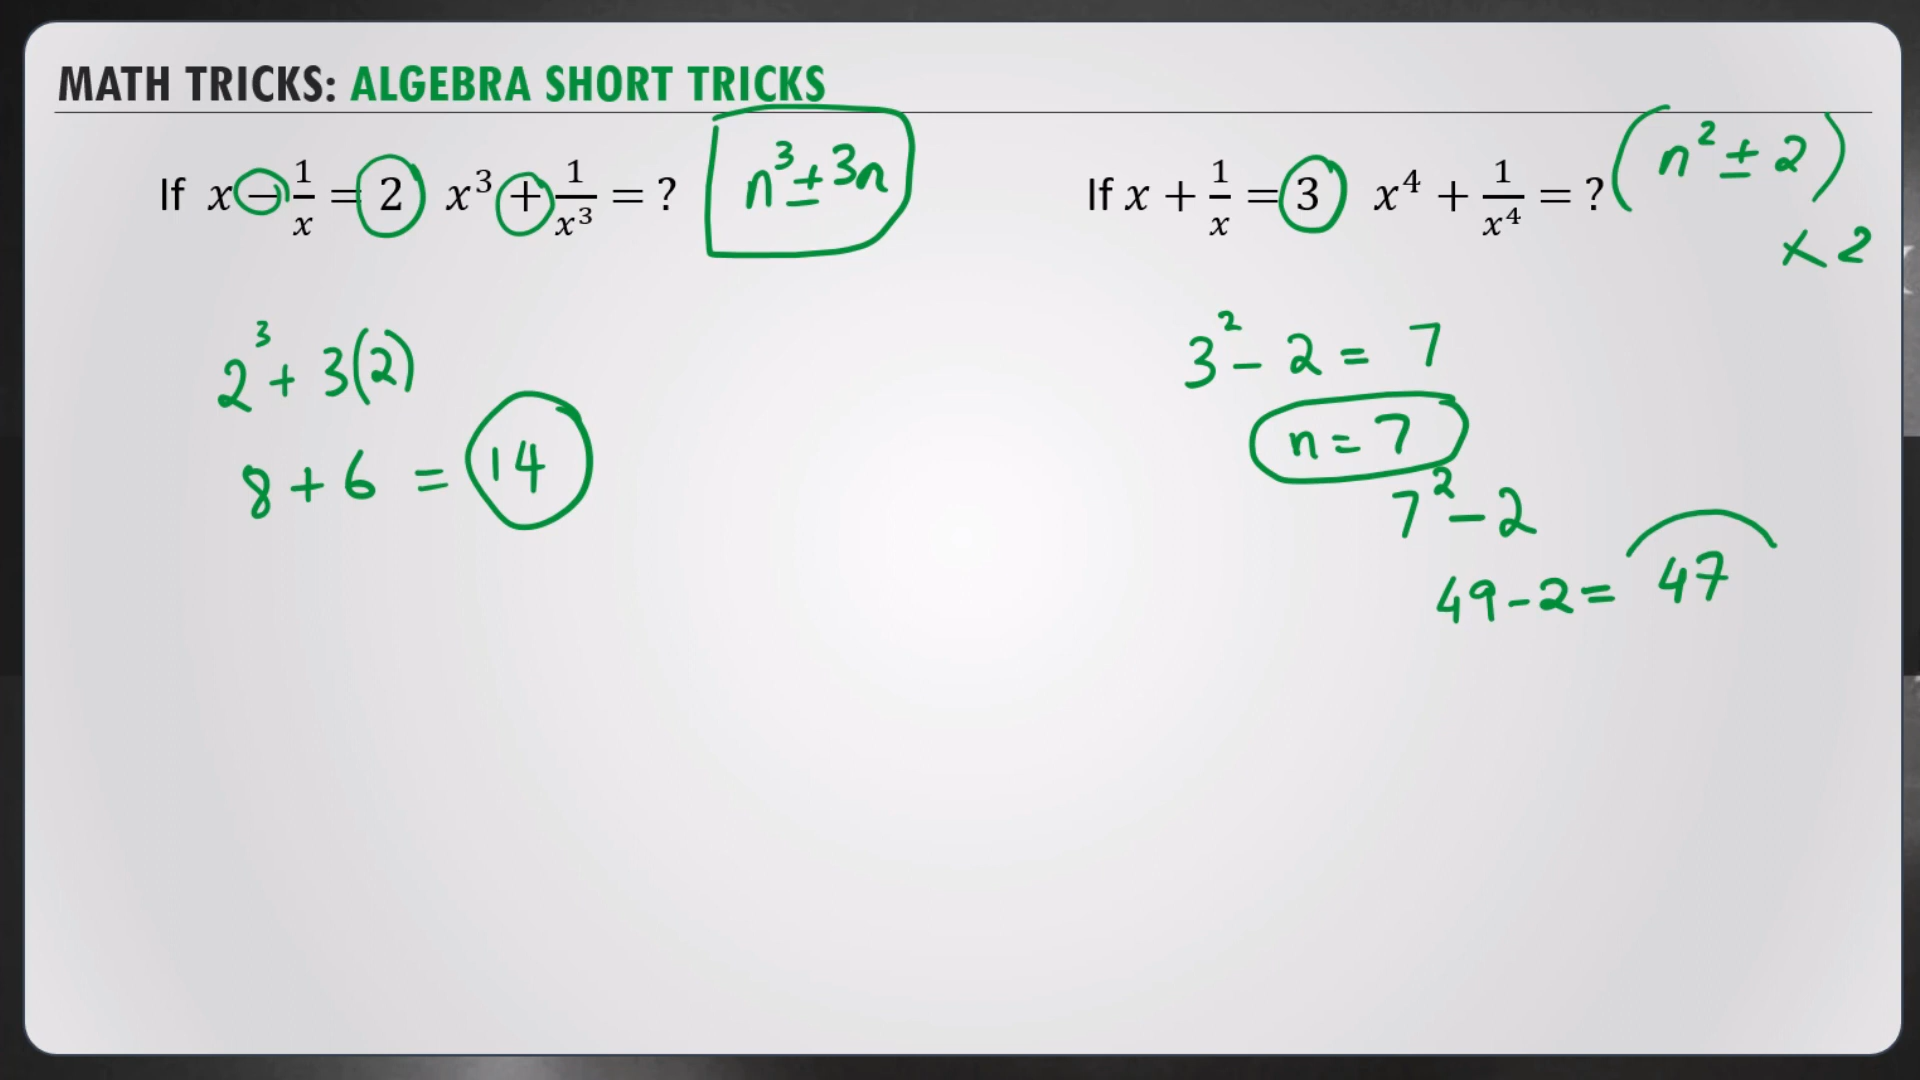 MATH TRICKS: ALGEBRA SHORT TRICKS
If x − 1/x = 2 x³ + 1/x³ = ?
n³ ± 3n
2³ + 3(2)
8 + 6 = 14
If x + 1/x = 3 x⁴ + 1/x⁴ = ?
(n² ± 2)
× 2
3² − 2 = 7
n = 7
7² − 2
49 − 2 = 47